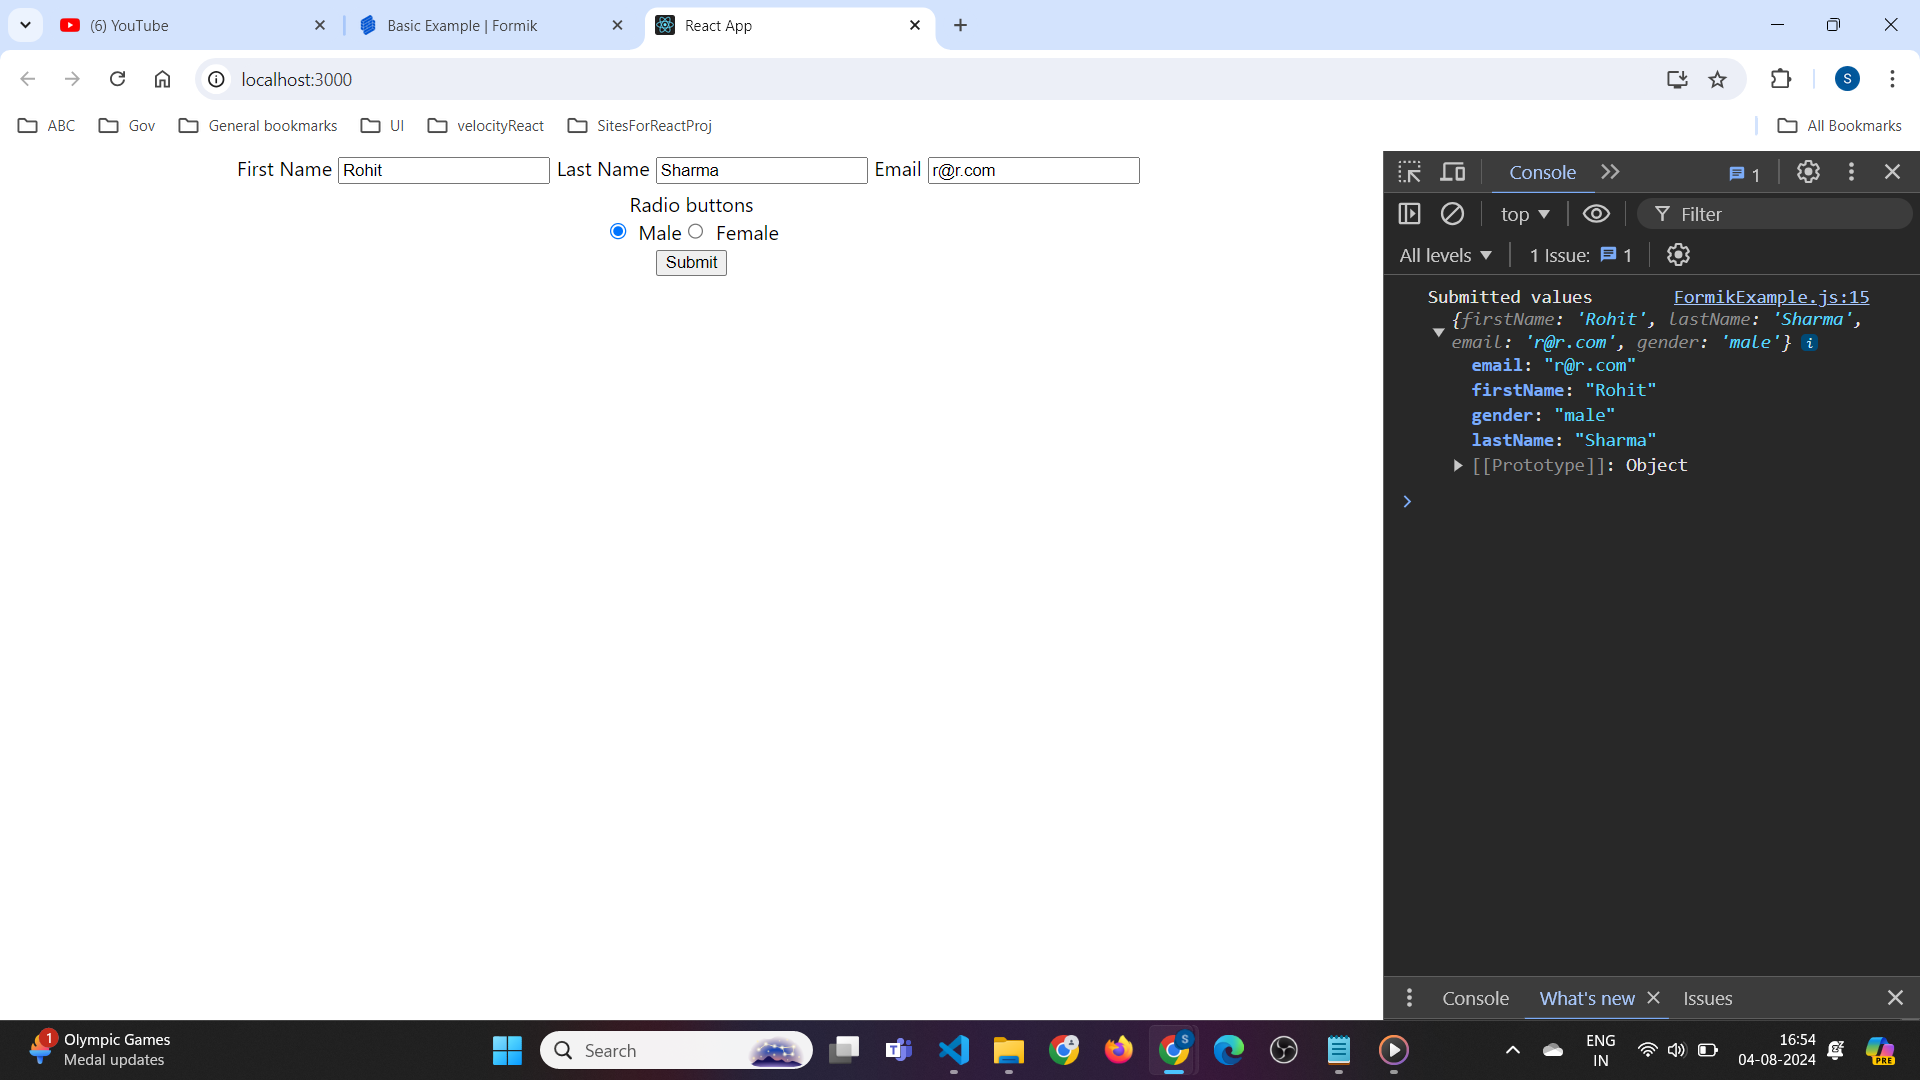 (6) YouTube
Basic Example | Formik
React App
localhost:3000
S
ABC
Gov
General bookmarks
UI
velocityReact
SitesForReactProj
All Bookmarks
First Name Rohit Last Name Sharma Email r@r.com
Radio buttons
Male Female
Submit
Console
1
top
Filter
All levels
1 Issue: 1
Submitted values FormikExample.js:15
{firstName: 'Rohit', lastName: 'Sharma',
email: 'r@r.com', gender: 'male'} i
email: "r@r.com"
firstName: "Rohit"
gender: "male"
lastName: "Sharma"
[[Prototype]]: Object
Console
What's new
Issues
1
Olympic Games
Medal updates
Search
T
S
ENG
IN
16:54
04-08-2024
PRE